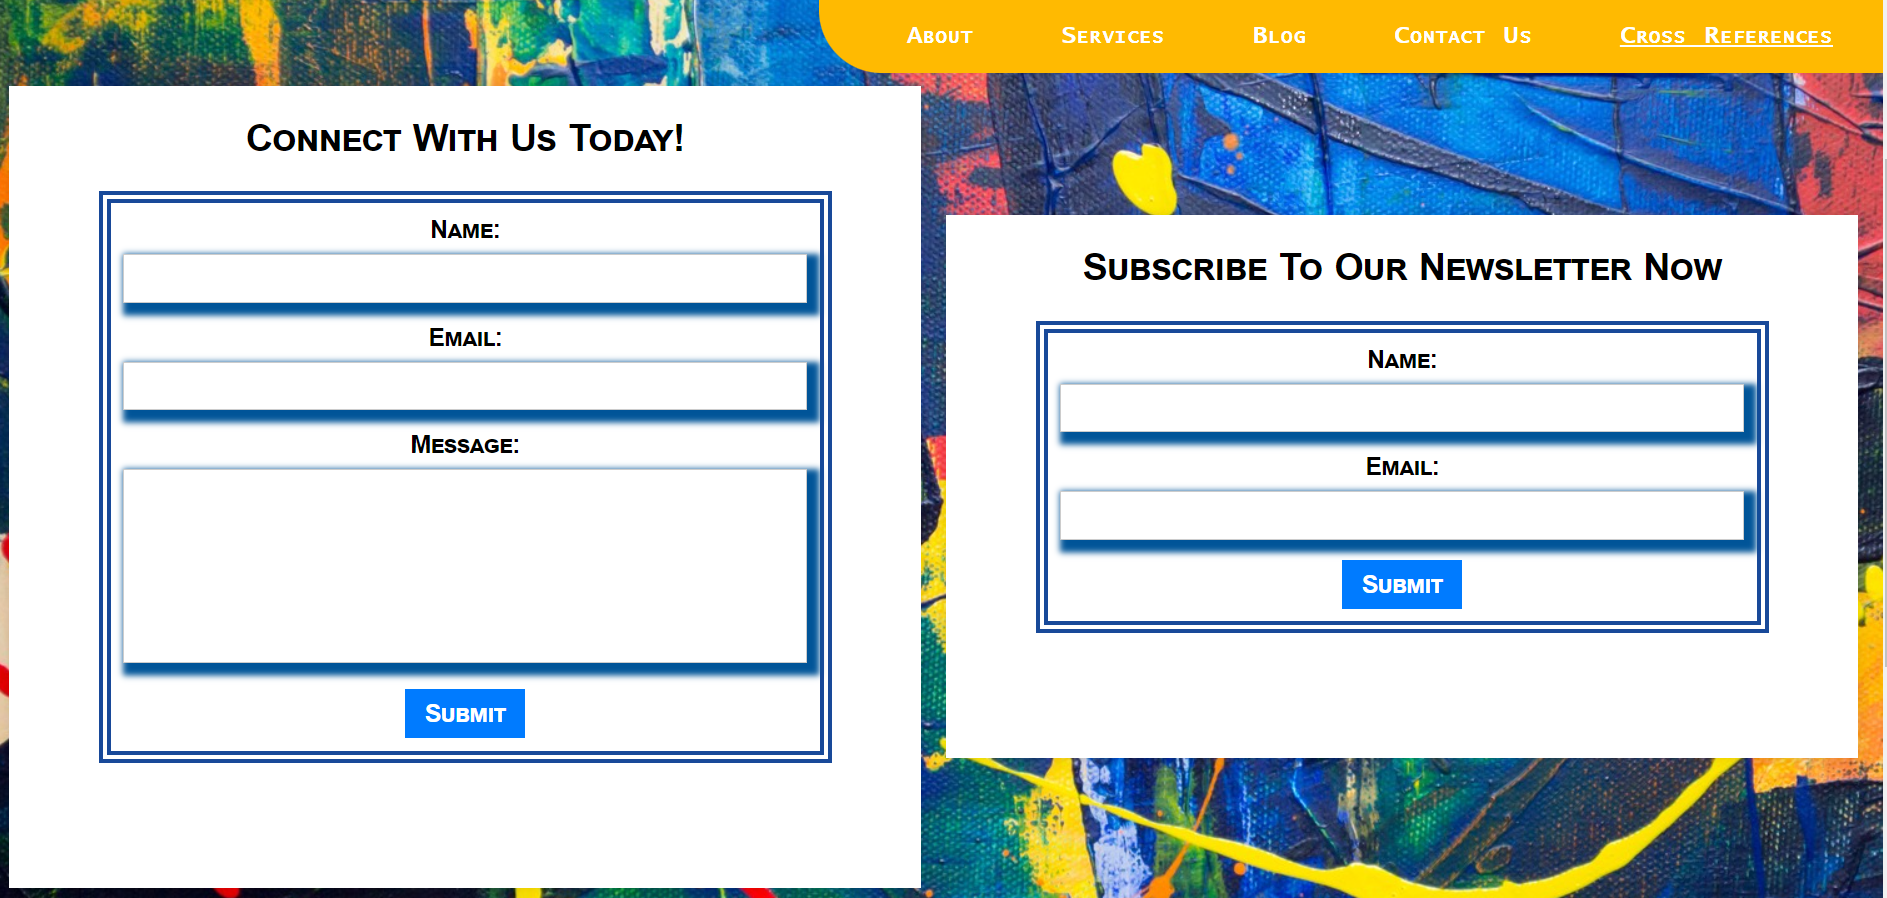 About Services Blog Contact Us Cross References
Connect With Us Today!
Name:
Email:
Message:
Submit
Subscribe To Our Newsletter Now
Name:
Email:
Submit